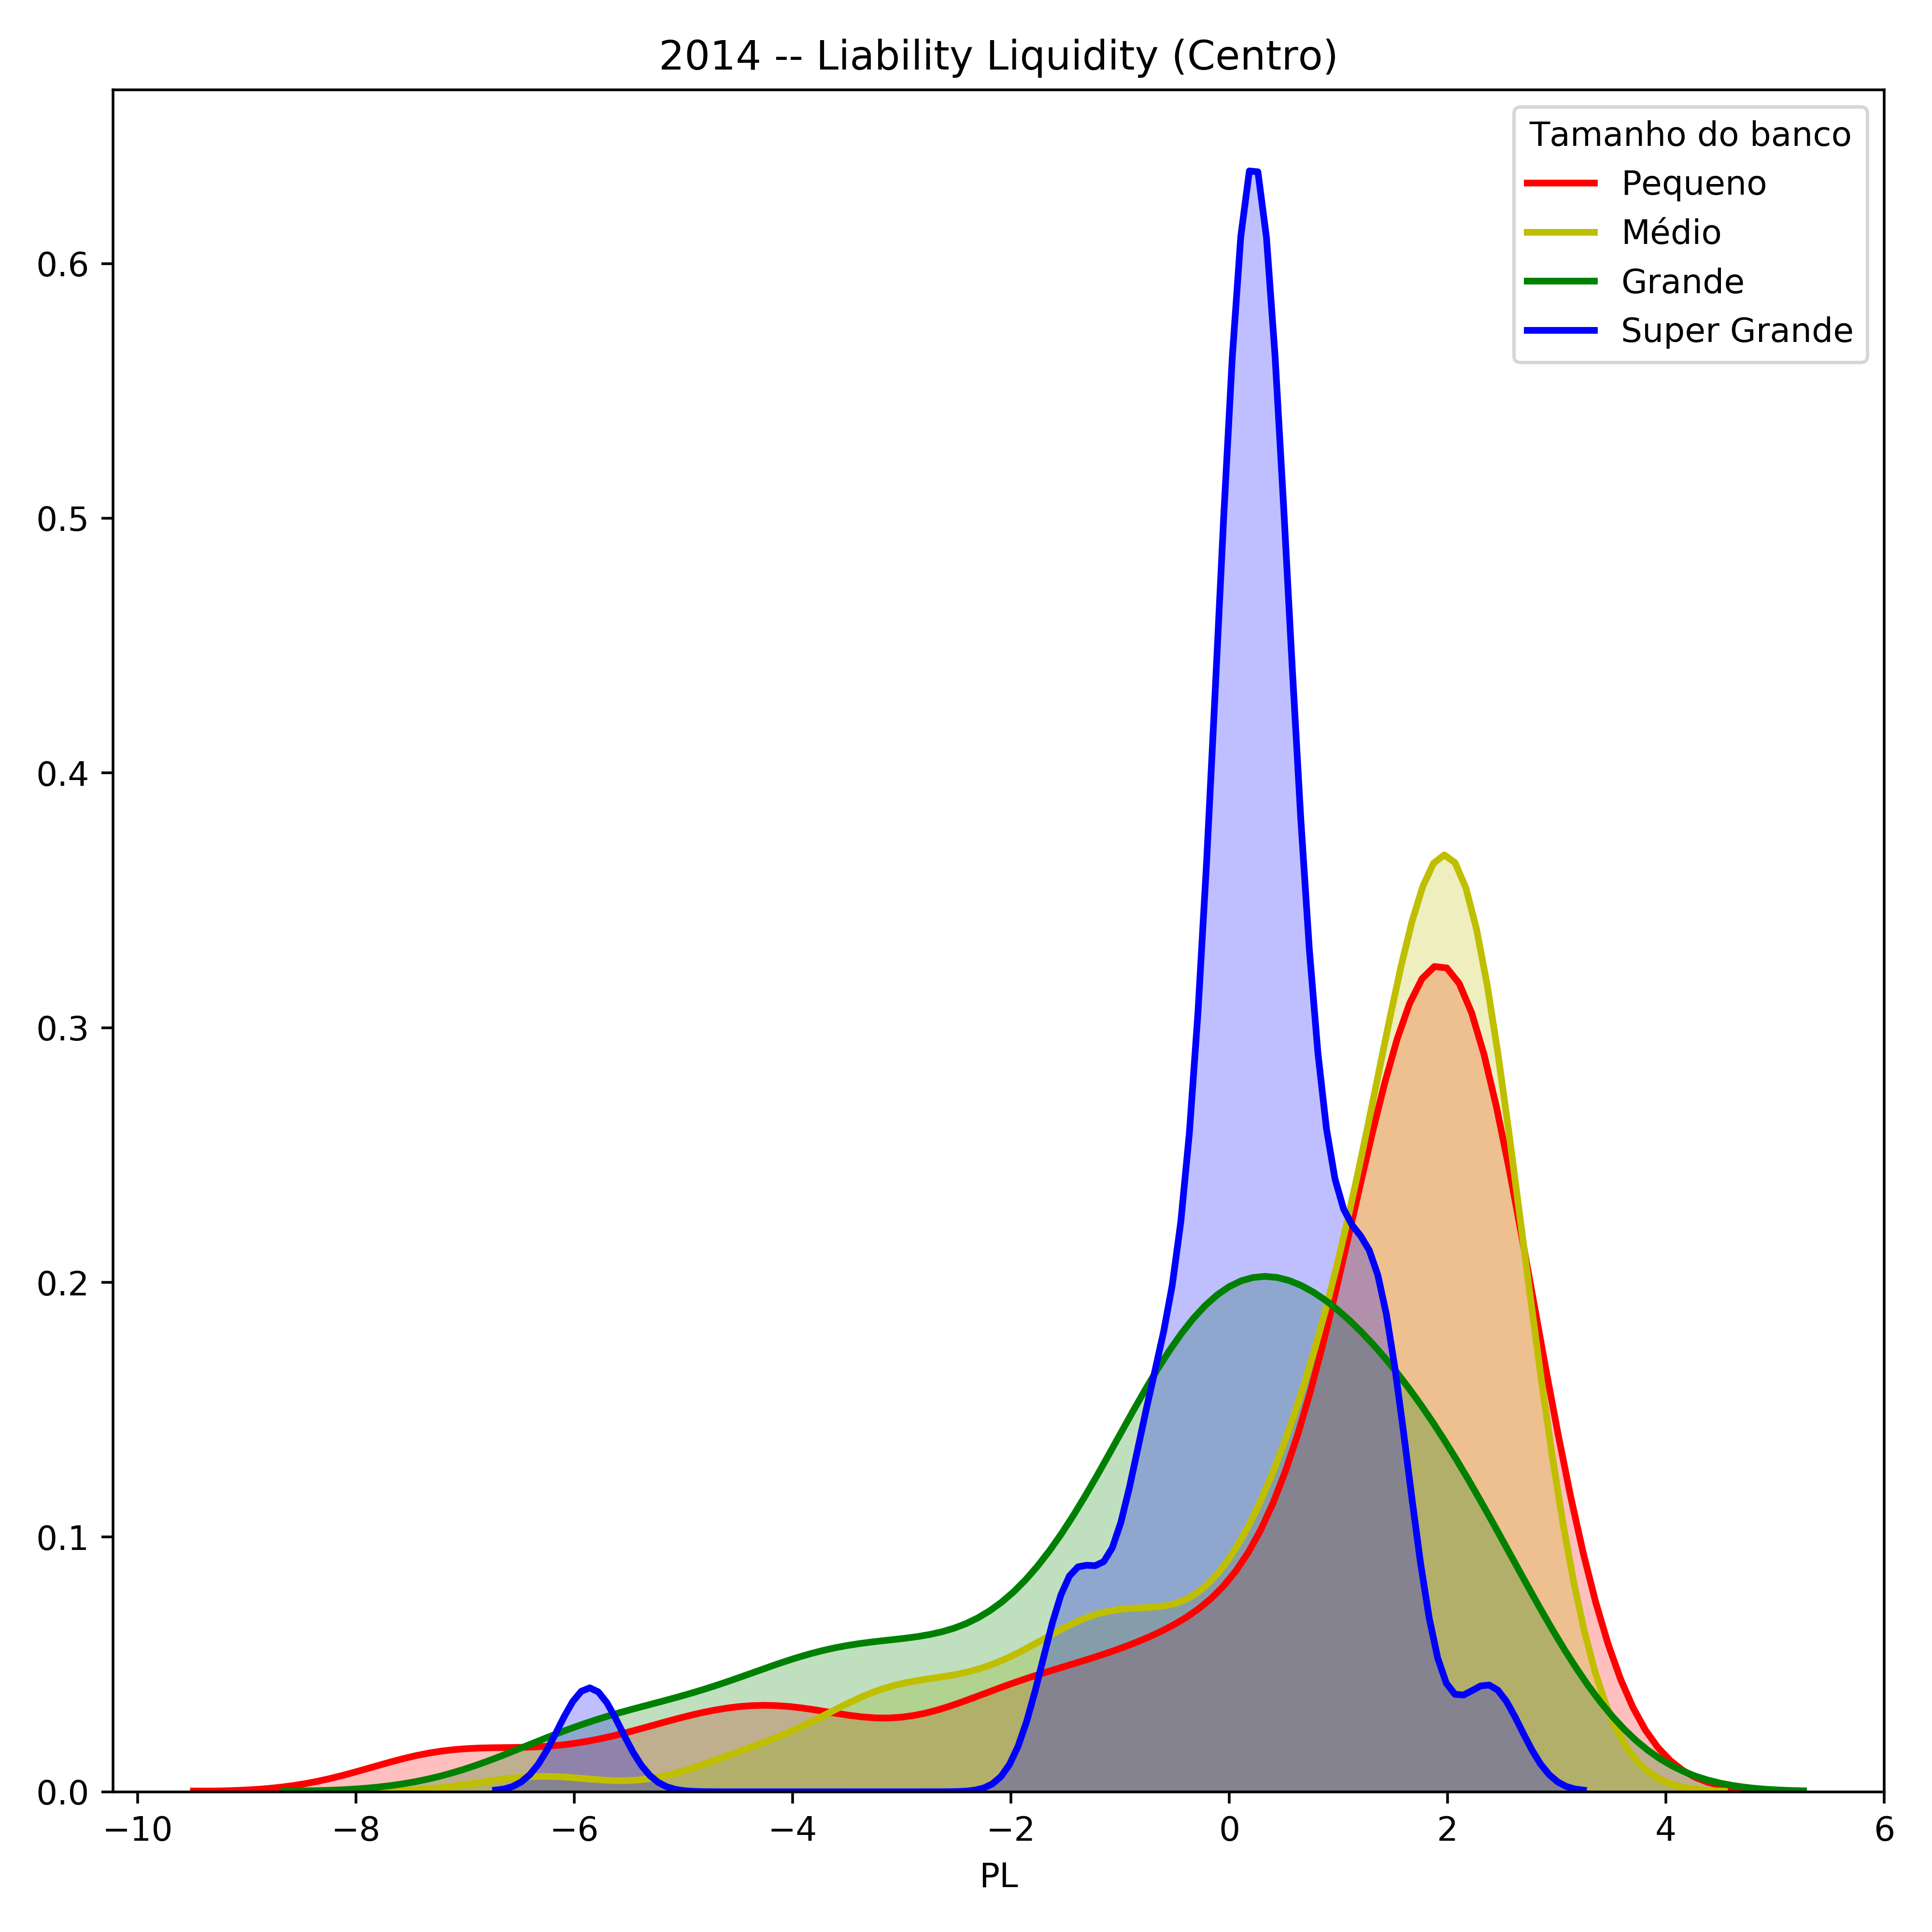 2014 -- Liability Liquidity (Centro)
Tamanho do banco
Pequeno
Médio
Grande
Super Grande
0.6
0.5
0.4
0.3
0.2
0.1
0.0
−10 −8 −6 −4 −2 0 2 4 6
PL